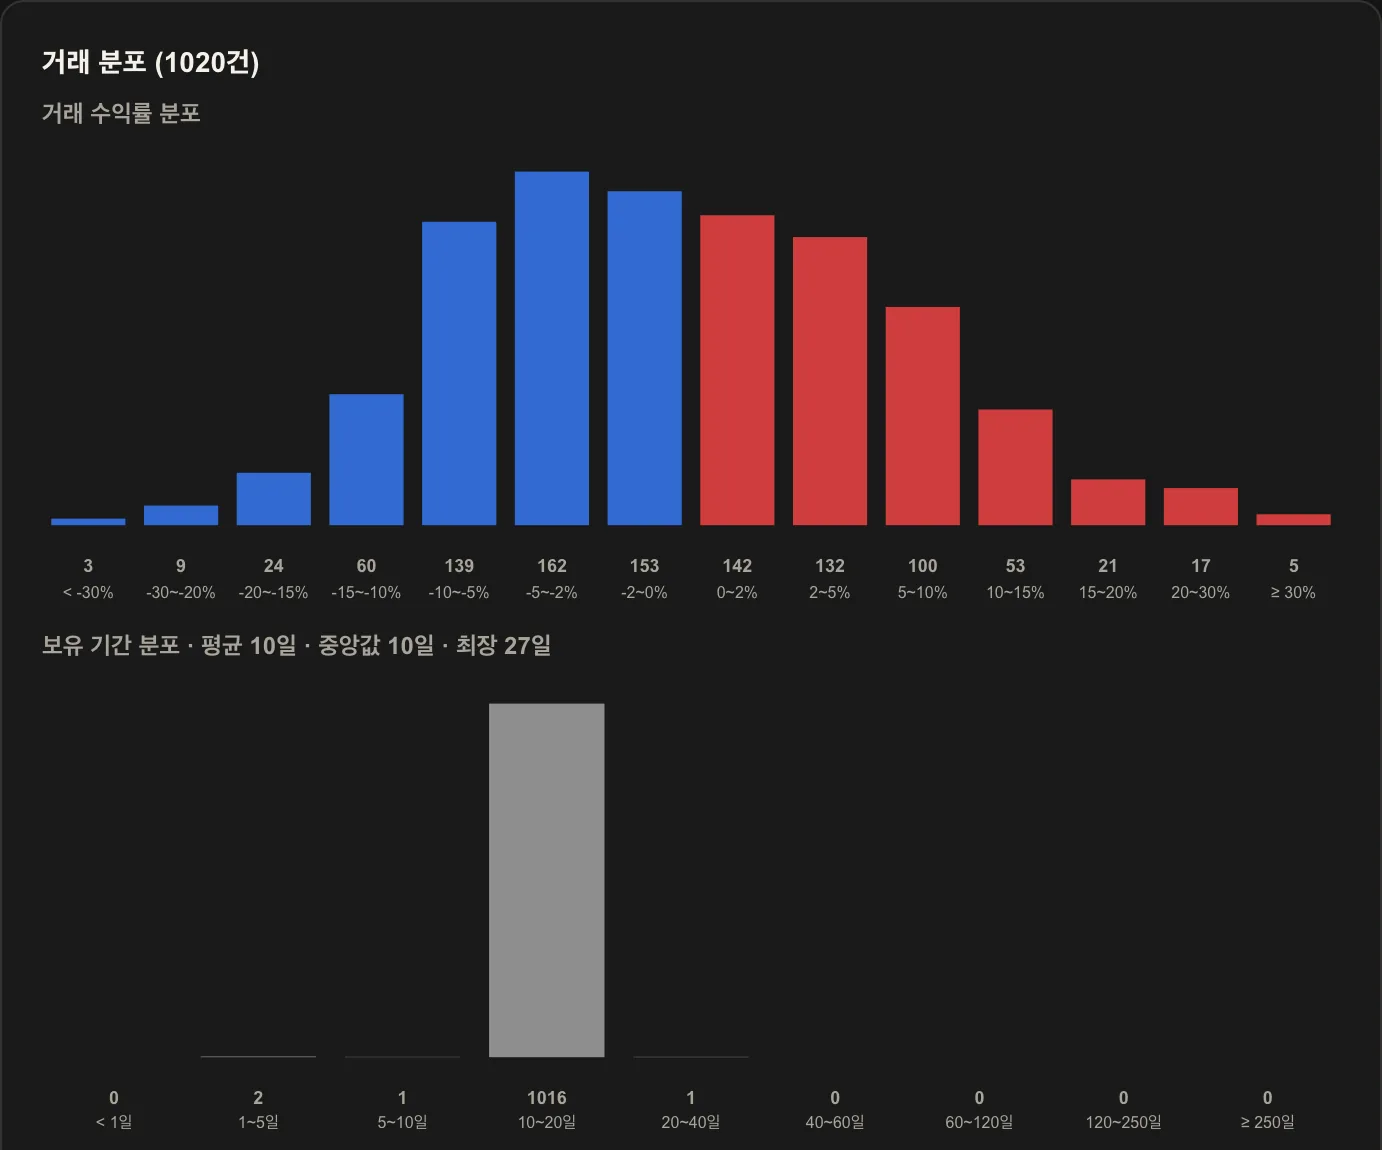 거래 분포 (1020건)
거래 수익률 분포
3 9 24 60 139 162 153 142 132 100 53 21 17 5
< -30% -30~-20% -20~-15% -15~-10% -10~-5% -5~-2% -2~0% 0~2% 2~5% 5~10% 10~15% 15~20% 20~30% ≥ 30%
보유 기간 분포 · 평균 10일 · 중앙값 10일 · 최장 27일
0 2 1 1016 1 0 0 0 0
< 1일 1~5일 5~10일 10~20일 20~40일 40~60일 60~120일 120~250일 ≥ 250일